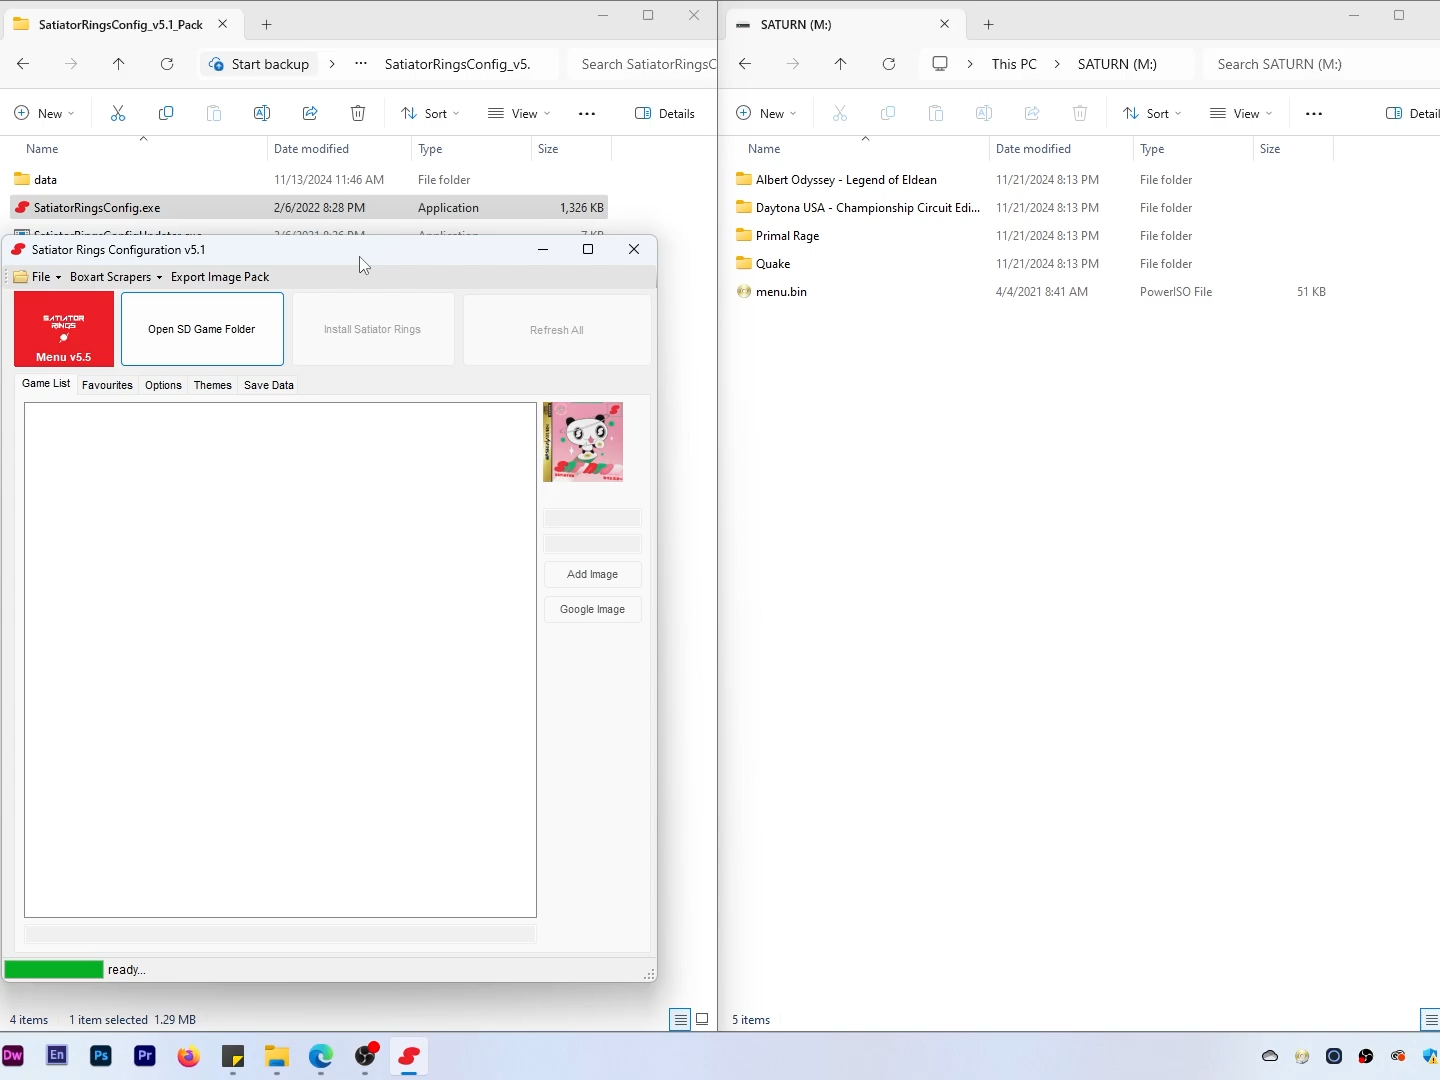 SatiatorRingsConfig_v5.1_Pack
Start backup
SatiatorRingsConfig_v5.
Search SatiatorRingsC
New
Sort
View
Details
Name
Date modified
Type
Size
data
11/13/2024 11:46 AM
File folder
SatiatorRingsConfig.exe
2/6/2022 8:28 PM
Application
1,326 KB
Satiator Rings Configuration v5.1
File
Boxart Scrapers
Export Image Pack
SATIATOR
RINGS
Menu v5.5
Open SD Game Folder
Install Satiator Rings
Refresh All
Game List
Favourites
Options
Themes
Save Data
Add Image
Google Image
ready...
4 items
1 item selected 1.29 MB
SATURN (M:)
This PC
SATURN (M:)
Search SATURN (M:)
New
Sort
View
Detail
Name
Date modified
Type
Size
Albert Odyssey - Legend of Eldean
11/21/2024 8:13 PM
File folder
Daytona USA - Championship Circuit Edi...
11/21/2024 8:13 PM
File folder
Primal Rage
11/21/2024 8:13 PM
File folder
Quake
11/21/2024 8:13 PM
File folder
menu.bin
4/4/2021 8:41 AM
PowerISO File
51 KB
5 items
Dw
En
Ps
Pr